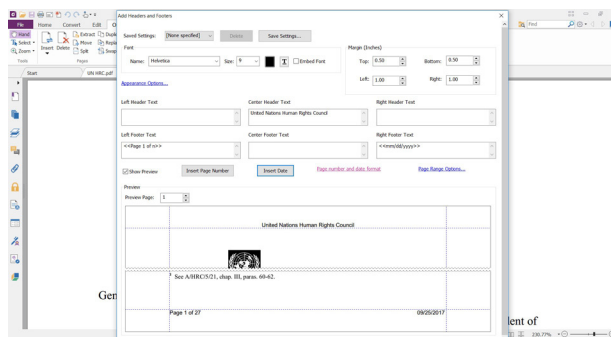 Add Headers and Footers
File Home Convert Edit
Hand
Select
Zoom
Tools
Insert Delete
Extract
Move
Split
Pages
Start UN HRC.pdf
Saved Settings: [None specified] Delete Save Settings...
Font
Name: Helvetica Size: 9 T Embed Font
Margin (Inches)
Top: 0.50 Bottom: 0.50
Left: 1.00 Right: 1.00
Appearance Options...
Left Header Text Center Header Text Right Header Text
United Nations Human Rights Council
Left Footer Text Center Footer Text Right Footer Text
<<Page 1 of n>> <<mm/dd/yyyy>>
Show Preview Insert Page Number Insert Date Page number and date format Page Range Options...
Preview
Preview Page: 1
United Nations Human Rights Council
1 See A/HRC/5/21, chap. III, paras. 60-62.
Page 1 of 27 09/25/2017
Gen
lent of
Find
230.77%